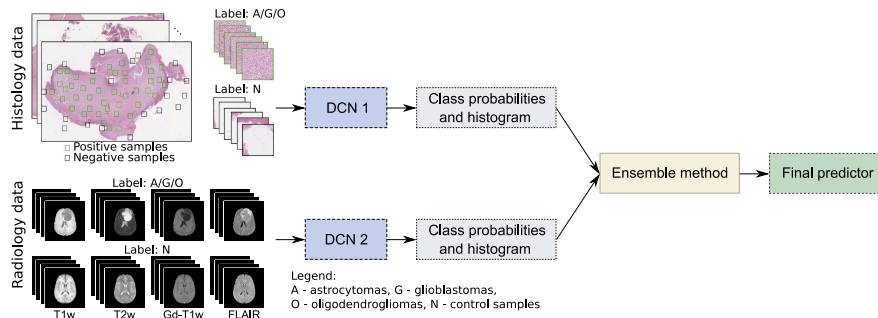 Histology data
Positive samples
Negative samples
Label: A/G/O
Label: N
DCN 1
Class probabilities
and histogram
Ensemble method
Final predictor
Radiology data
Label: A/G/O
Label: N
T1w T2w Gd-T1w FLAIR
DCN 2
Class probabilities
and histogram
Legend:
A - astrocytomas, G - glioblastomas,
O - oligodendrogliomas, N - control samples